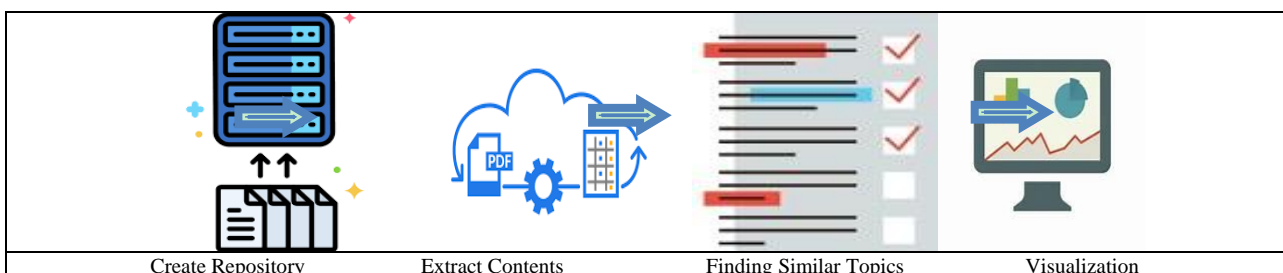 PDF
Create Repository
Extract Contents
Finding Similar Topics
Visualization